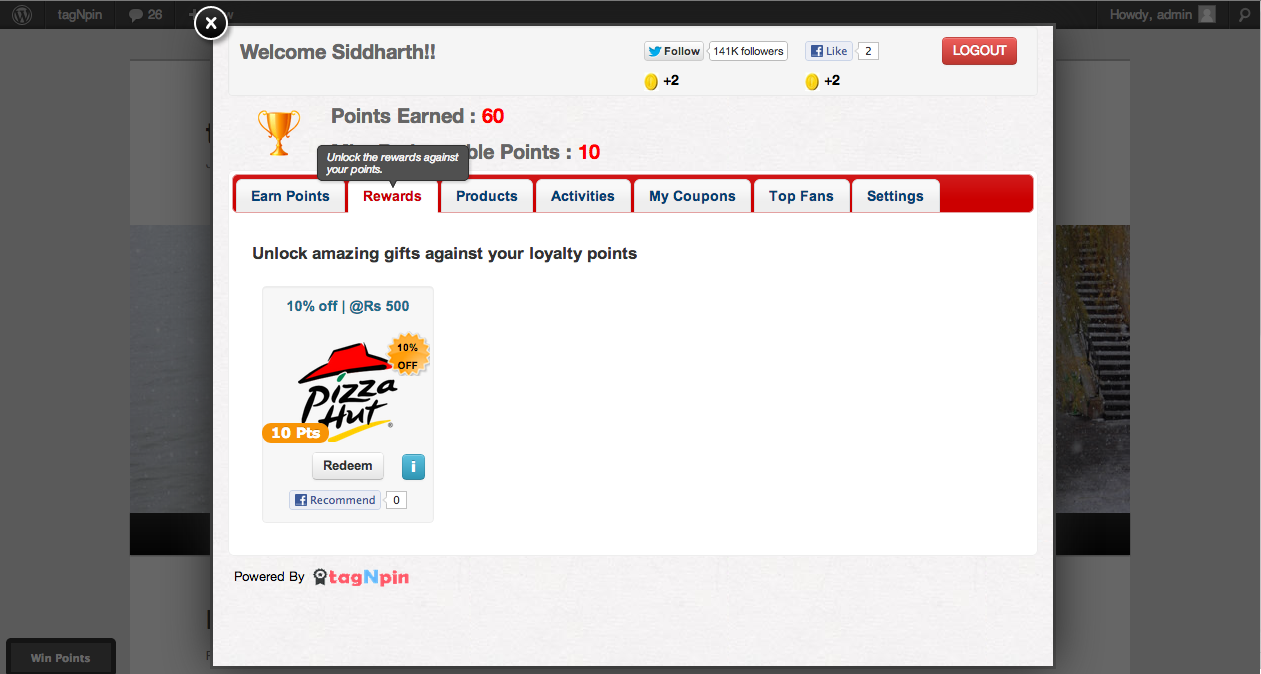 tagNpin 26 Howdy, admin
Welcome Siddharth!!
Follow 141K followers Like 2 LOGOUT
+2 +2
Points Earned : 60
ble Points : 10
Unlock the rewards against
your points.
Earn Points Rewards Products Activities My Coupons Top Fans Settings
Unlock amazing gifts against your loyalty points
10% off | @Rs 500
10%
OFF
Pizza
Hut
®
10 Pts
Redeem i
Recommend 0
Powered By tagNpin
Win Points